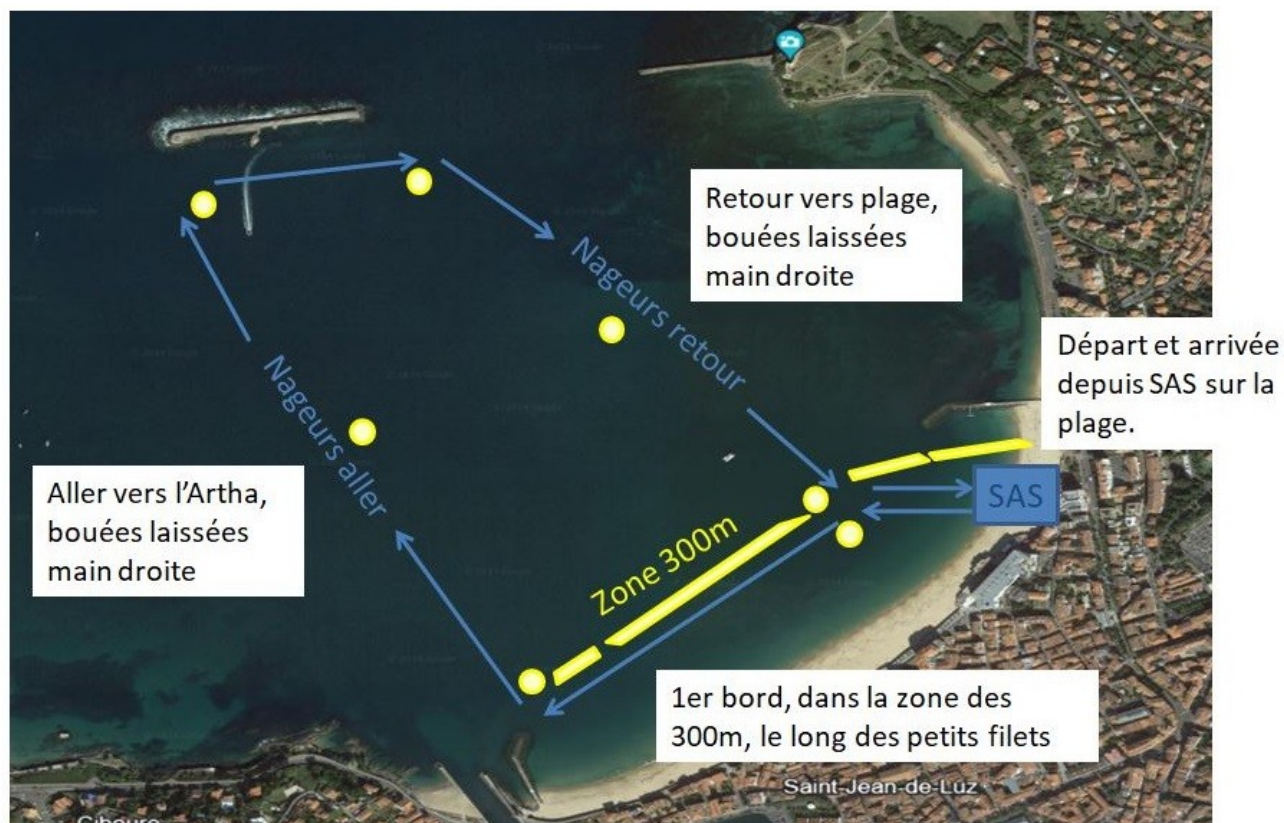 Retour vers plage,
bouées laissées
main droite
Nageurs retour
Départ et arrivée
depuis SAS sur la
plage.
Nageurs aller
Aller vers l'Artha,
bouées laissées
main droite
SAS
Zone 300m
1er bord, dans la zone des
300m, le long des petits filets
Saint-Jean-de-Luz
Ciboure